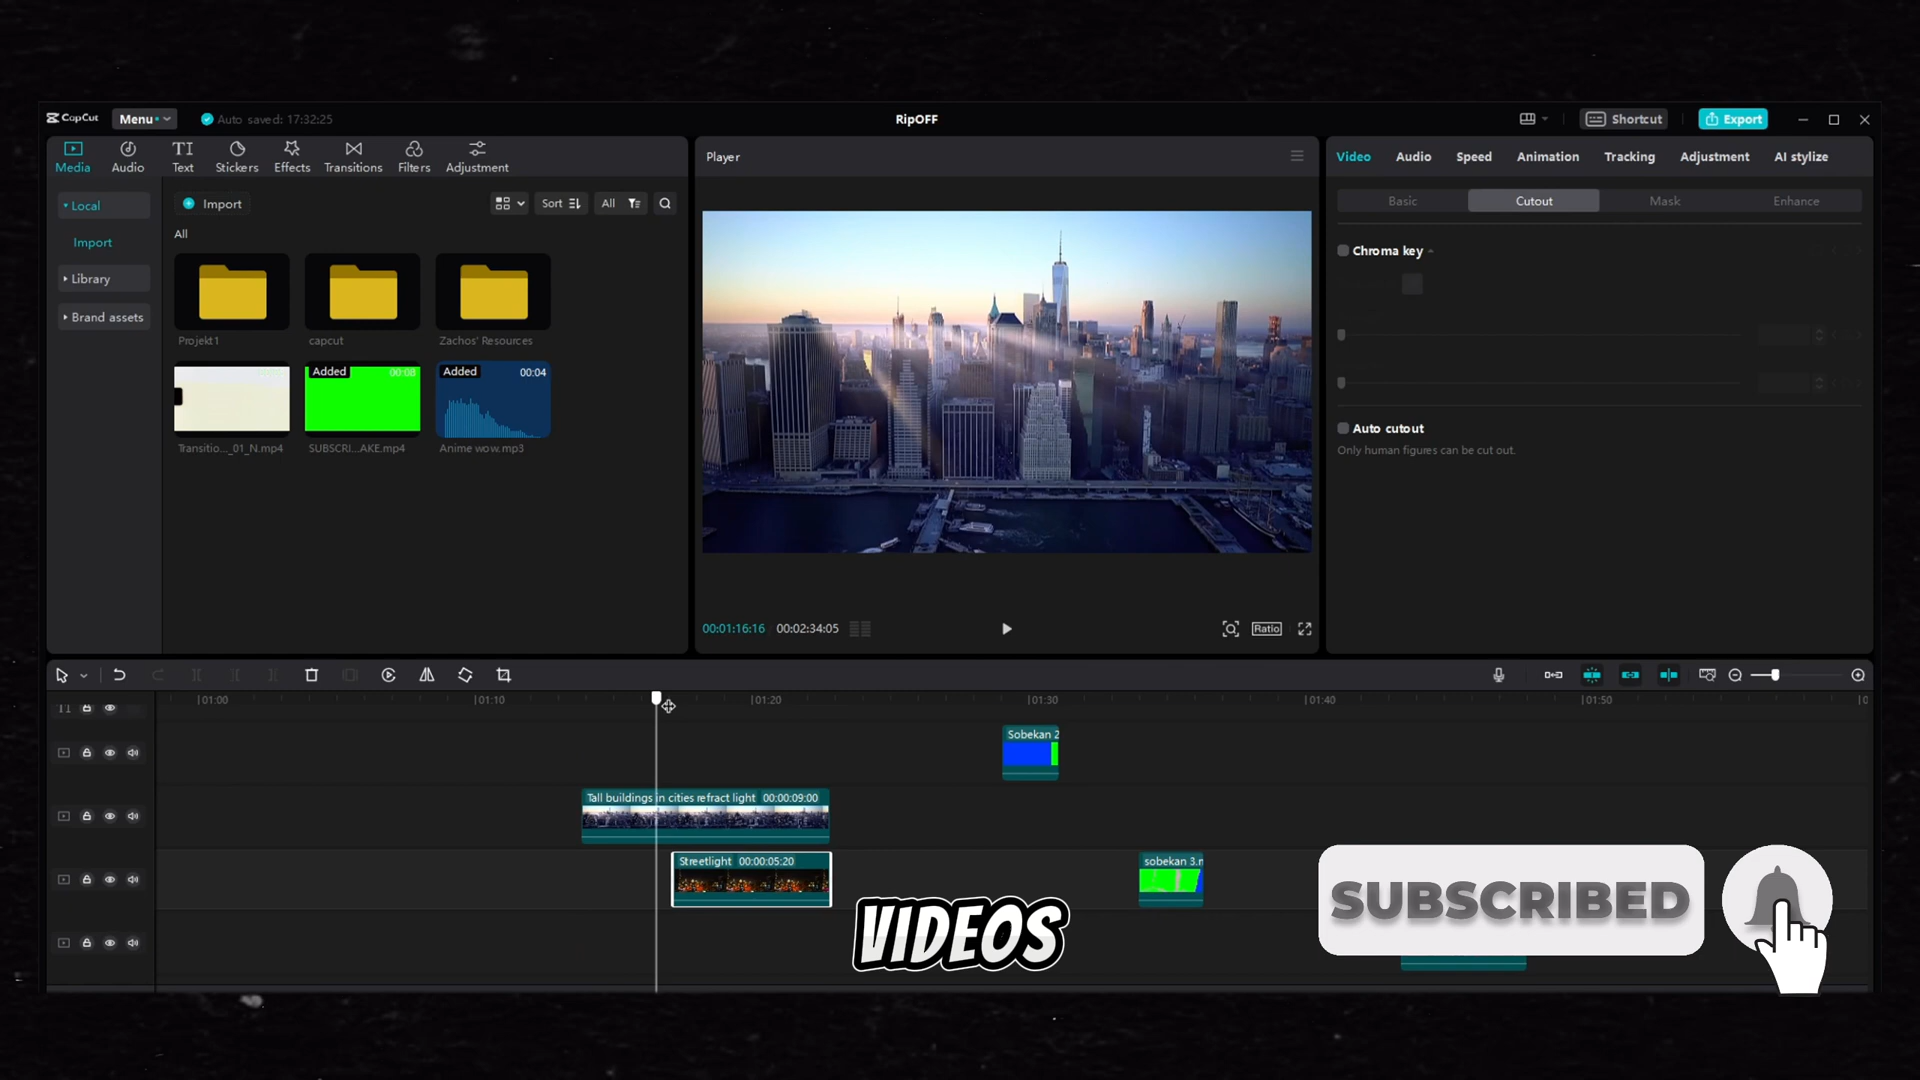 CapCut Menu Auto saved: 17:32:25 RipOFF Shortcut Export
Media Audio Text Stickers Effects Transitions Filters Adjustment
Player
Video Audio Speed Animation Tracking Adjustment AI stylize
Local
Import
Library
Brand assets
Import Sort All
All
Projekt1 capcut Zachos' Resources
Added 00:08 Added 00:04
Transitio..._01_N.mp4 SUBSCRI...AKE.mp4 Anime wow.mp3
00:01:16:16 00:02:34:05 Ratio
Basic Cutout Mask Enhance
Chroma key
Auto cutout
Only human figures can be cut out.
01:00 01:10 01:20 01:30 01:40 01:50
Sobekan 2
Tall buildings in cities refract light 00:00:09:00
Streetlight 00:00:05:20
sobekan 3.m
VIDEOS
SUBSCRIBED